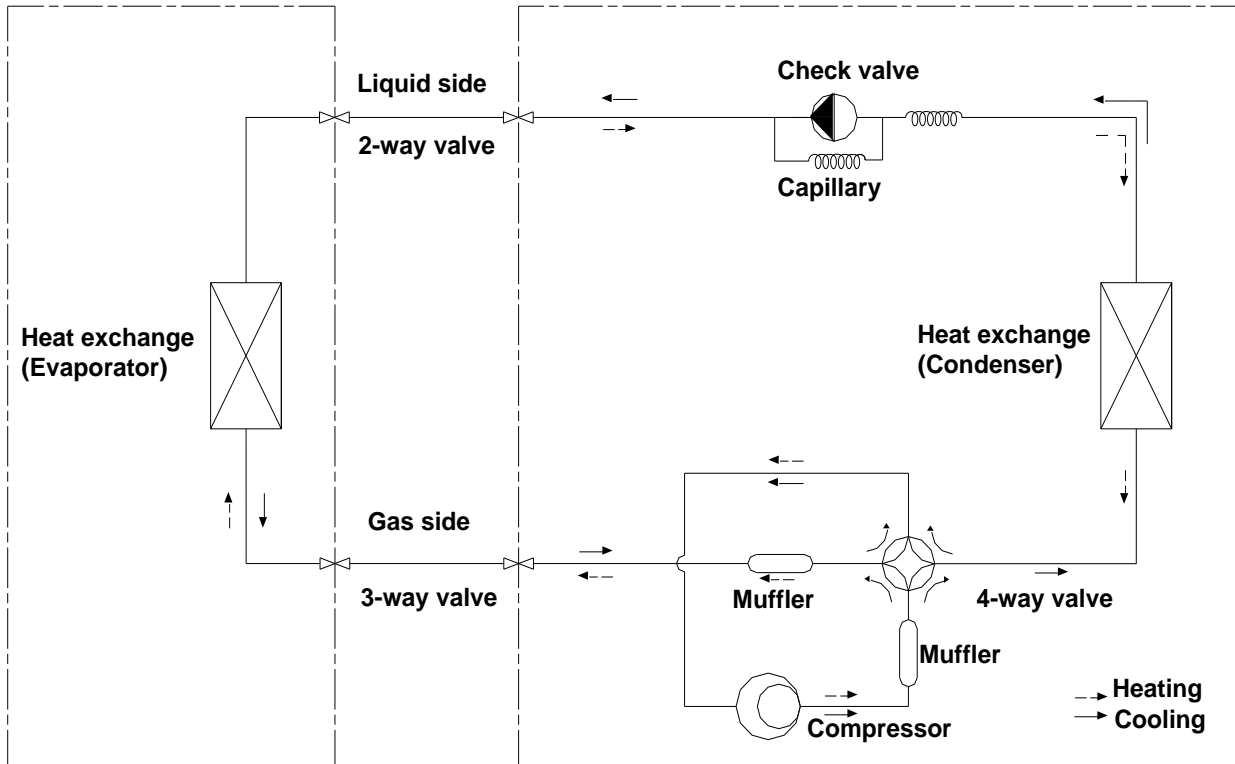 Liquid side
Check valve
2-way valve
Capillary
Heat exchange
(Evaporator)
Heat exchange
(Condenser)
Gas side
3-way valve
Muffler
4-way valve
Muffler
Compressor
Heating
Cooling